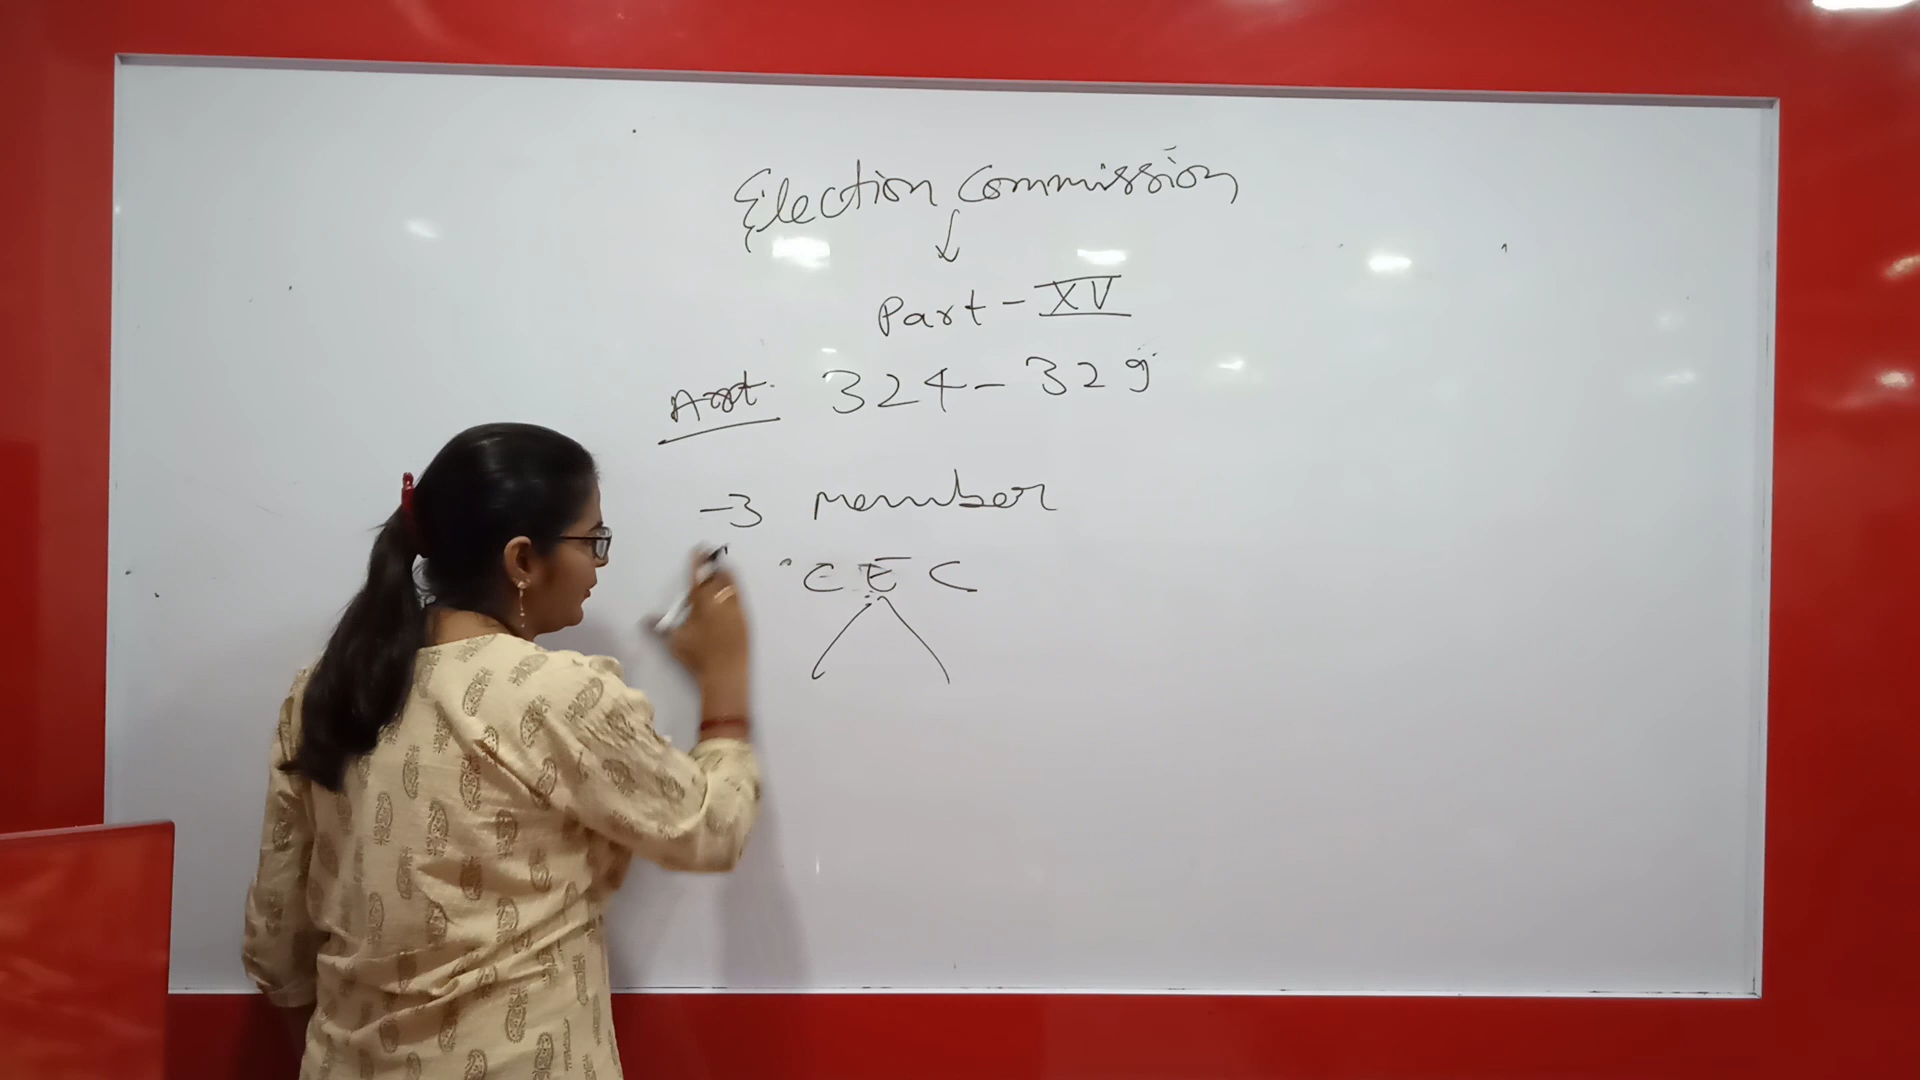 Election Commission
Part - XV
Art. 324 - 329
- 3 Member
CEC